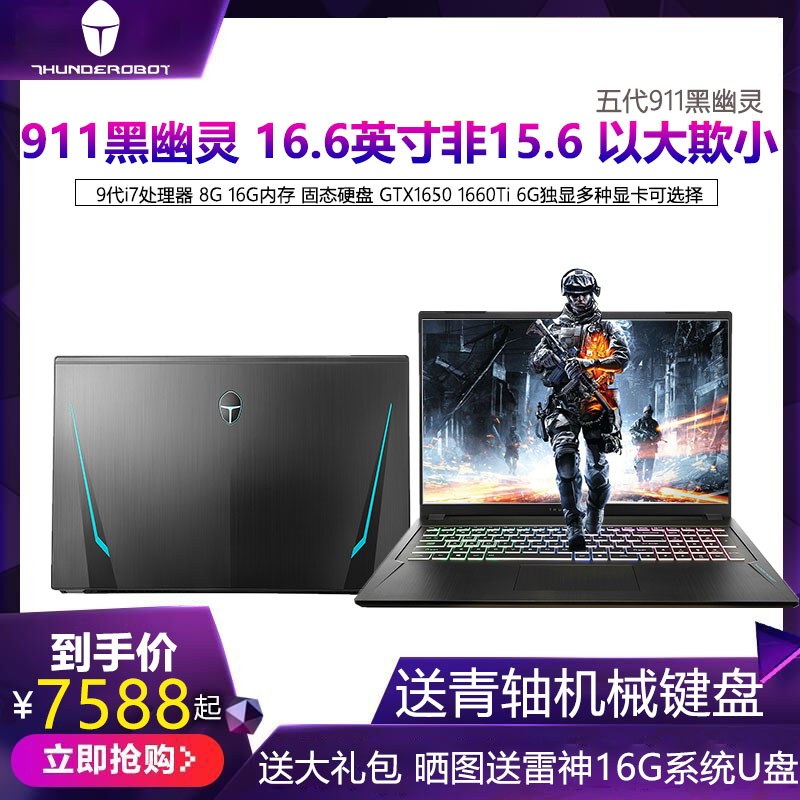 THUNDEROBOT
五代911黑幽灵
911黑幽灵 16.6英寸非15.6 以大欺小
9代i7处理器 8G 16G内存 固态硬盘 GTX1650 1660Ti 6G独显多种显卡可选择
到手价
¥7588起
立即抢购>
送青轴机械键盘
送大礼包 晒图送雷神16G系统U盘